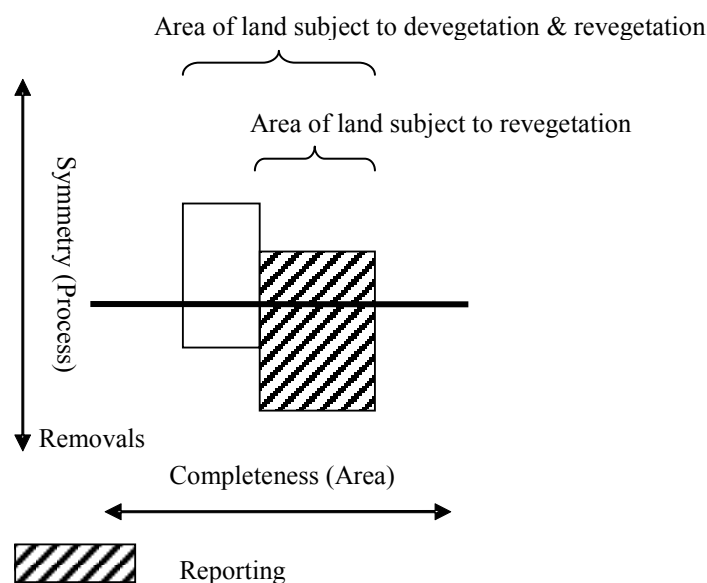 Area of land subject to devegetation & revegetation
Area of land subject to revegetation
Symmetry (Process)
Removals
Completeness (Area)
Reporting